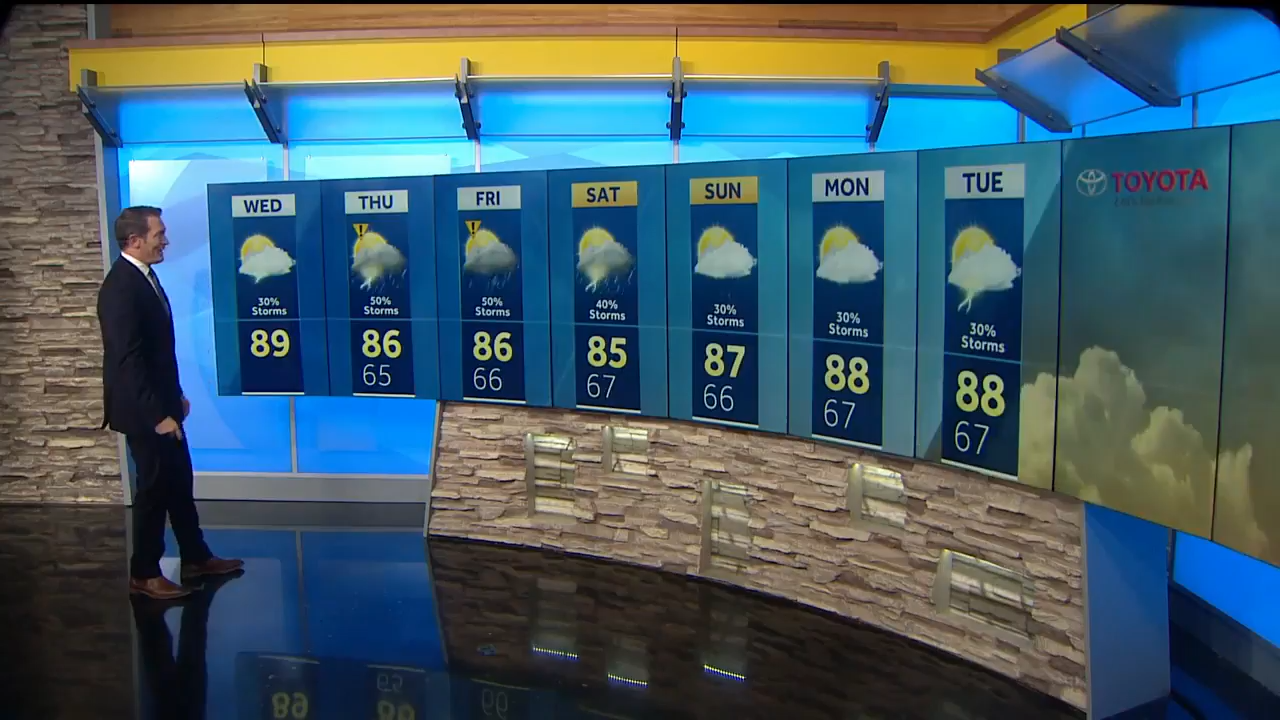 WED
30%
Storms
89
THU
!
50%
Storms
86
65
FRI
!
50%
Storms
86
66
SAT
40%
Storms
85
67
SUN
30%
Storms
87
66
MON
30%
Storms
88
67
TUE
30%
Storms
88
67
TOYOTA